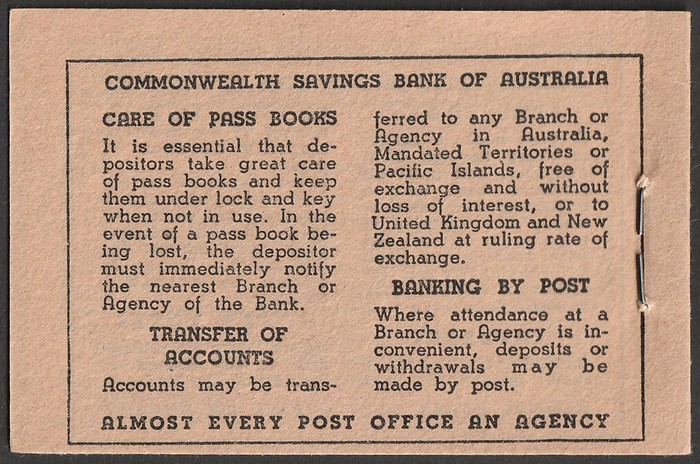 COMMONWEALTH SAVINGS BANK OF AUSTRALIA
CARE OF PASS BOOKS
It is essential that de-
positors take great care
of pass books and keep
them under lock and key
when not in use. In the
event of a pass book be-
ing lost, the depositor
must immediately notify
the nearest Branch or
Agency of the Bank.
TRANSFER OF
ACCOUNTS
Accounts may be trans-
ferred to any Branch or
Agency in Australia,
Mandated Territories or
Pacific Islands, free of
exchange and without
loss of interest, or to
United Kingdom and New
Zealand at ruling rate of
exchange.
BANKING BY POST
Where attendance at a
Branch or Agency is in-
convenient, deposits or
withdrawals may be
made by post.
ALMOST EVERY POST OFFICE AN AGENCY